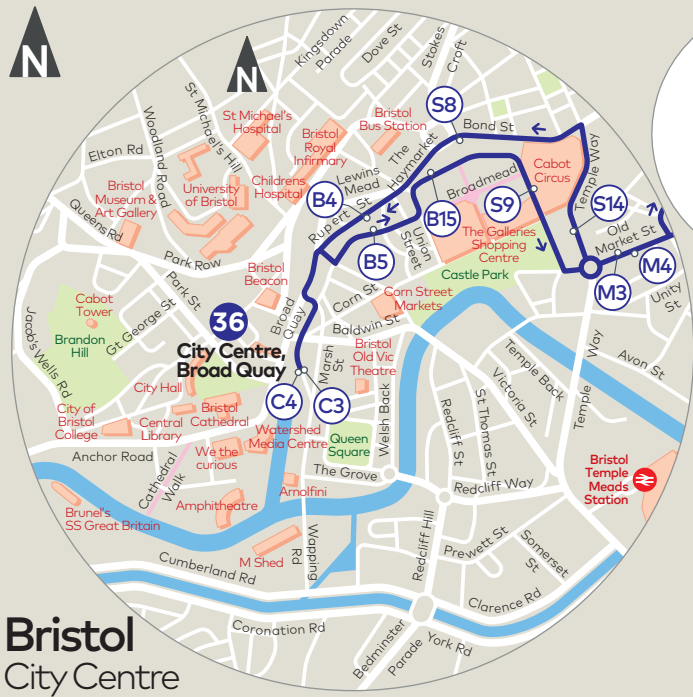 N
N
Kingsdown
Parade
Dove St
Stokes
Croft
St Michael's Hill
St Michael's
Hospital
Woodland Road
Elton Rd
Bristol
Royal
Infirmary
Bristol
Bus Station
S8
Bond St
The Haymarket
Cabot
Circus
Temple Way
University
of Bristol
Childrens
Hospital
Lewins
Mead
B4
Rupert St
Broadmead
S9
S14
Bristol
Museum &
Art Gallery
Queens Rd
B15
Union
Street
B5
The Galleries
Shopping
Centre
Old
Market St
M3
M4
Unity St
Park Row
Park St
Bristol
Beacon
Castle Park
Corn St
Corn Street
Markets
Cabot
Tower
Brandon
Hill
Jacob's Wells Rd
Gt George St
36
City Centre,
Broad Quay
Broad
Quay
Baldwin St
Marsh
St
Bristol
Old Vic
Theatre
Temple Back
Temple Way
Avon St
Victoria St
City Hall
C4
C3
City of
Bristol
College
Central
Library
Bristol
Cathedral
Watershed
Media Centre
Queen
Square
Welsh Back
Redcliff St
St Thomas St
Anchor Road
Cathedral
Walk
We the
curious
The Grove
Redcliff Way
Bristol
Temple
Meads
Station
Brunel's
SS Great Britain
Amphitheatre
Arnolfini
M Shed
Wapping
Rd
Redcliff Hill
Prewett St
Somerset
St
Cumberland Rd
Clarence Rd
Coronation Rd
Bedminster
Parade
York Rd
Bristol
City Centre